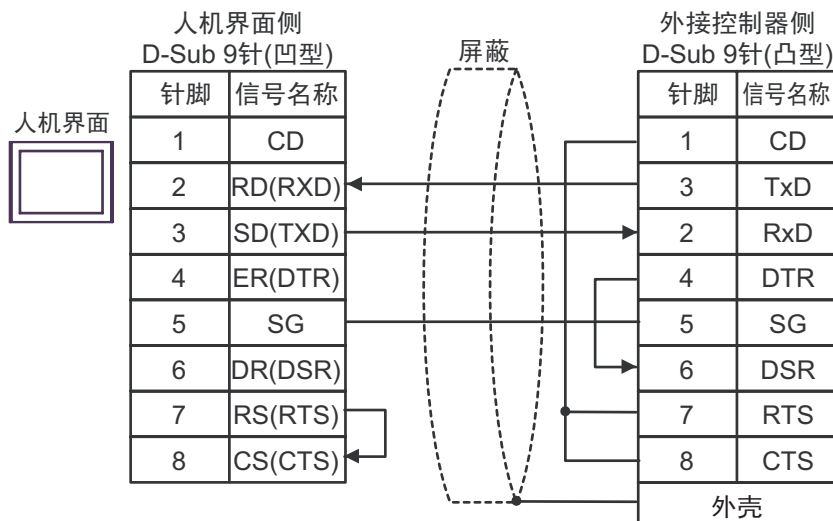 人机界面侧
D-Sub 9针(凹型)
屏蔽
外接控制器侧
D-Sub 9针(凸型)
人机界面
针脚 信号名称
1 CD
2 RD(RXD)
3 SD(TXD)
4 ER(DTR)
5 SG
6 DR(DSR)
7 RS(RTS)
8 CS(CTS)
针脚 信号名称
1 CD
3 TxD
2 RxD
4 DTR
5 SG
6 DSR
7 RTS
8 CTS
外壳